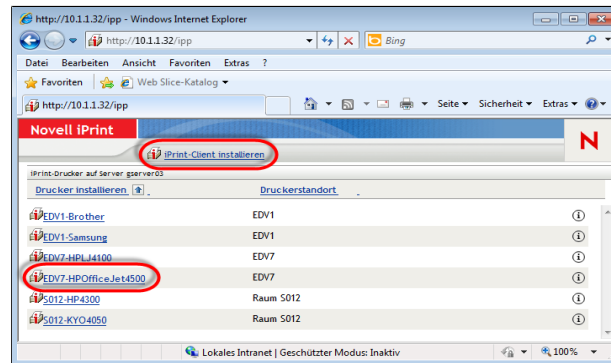 http://10.1.1.32/ipp - Windows Internet Explorer
http://10.1.1.32/ipp
Bing
Datei Bearbeiten Ansicht Favoriten Extras ?
Favoriten Web Slice-Katalog
http://10.1.1.32/ipp Seite Sicherheit Extras
Novell iPrint
N
iPrint-Client installieren
iPrint-Drucker auf Server gserver03
Drucker installieren Druckerstandort
EDV1-Brother EDV1
EDV1-Samsung EDV1
EDV7-HPLJ4100 EDV7
EDV7-HPOfficeJet4500 EDV7
S012-HP4300 Raum S012
S012-KYO4050 Raum S012
Lokales Intranet | Geschützter Modus: Inaktiv 100%